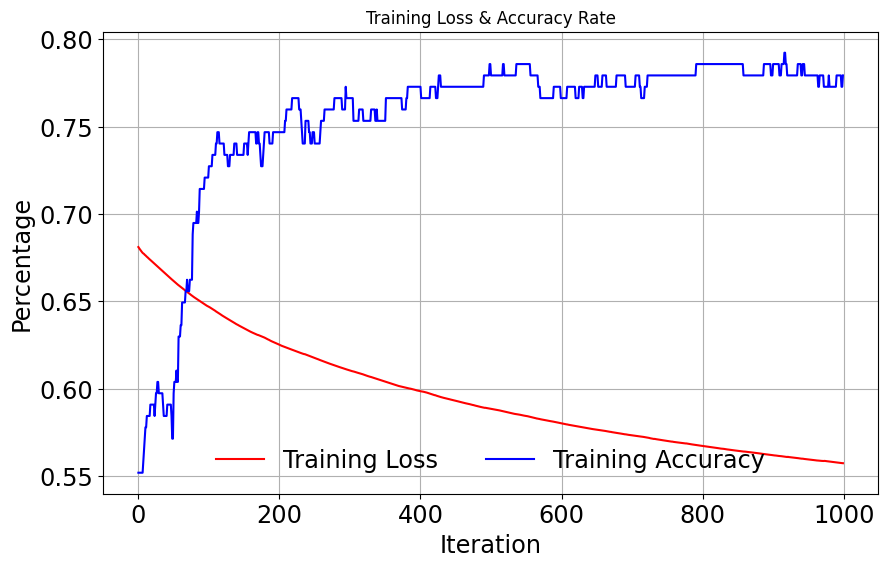 Training Loss & Accuracy Rate
Percentage
0.80
0.75
0.70
0.65
0.60
0.55
Training Loss
Training Accuracy
0 200 400 600 800 1000
Iteration